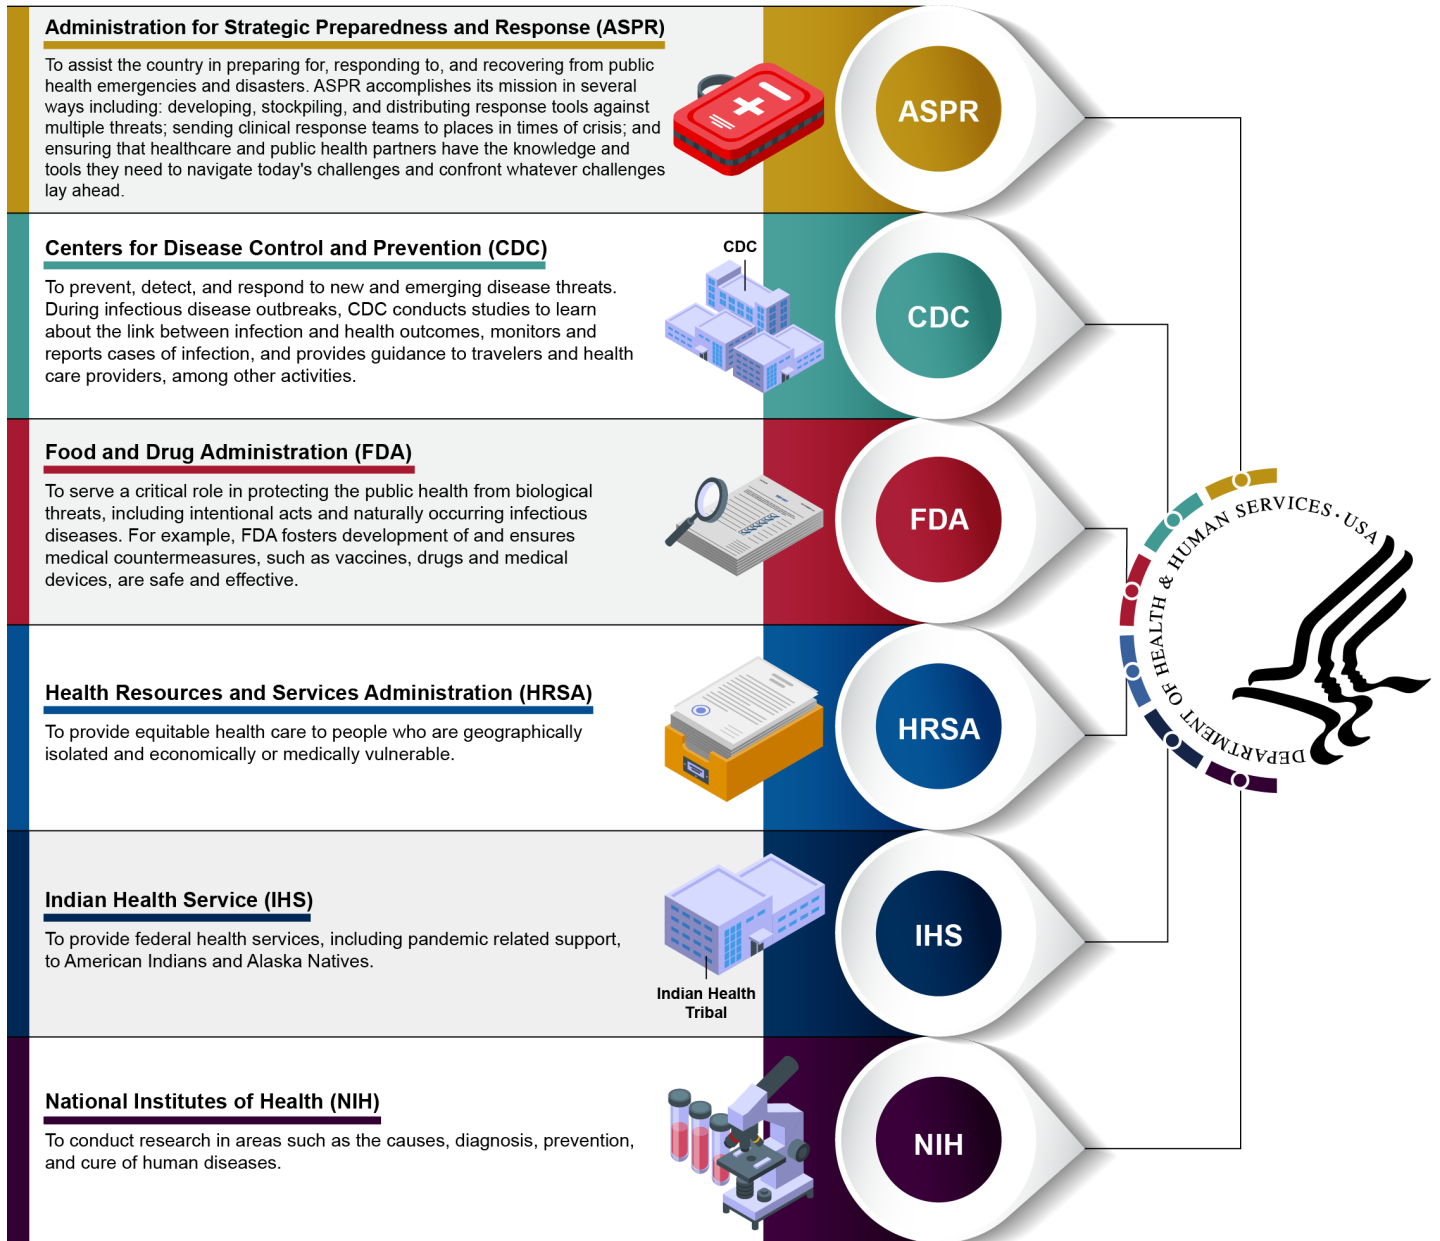 Administration for Strategic Preparedness and Response (ASPR)
To assist the country in preparing for, responding to, and recovering from public
health emergencies and disasters. ASPR accomplishes its mission in several
ways including: developing, stockpiling, and distributing response tools against
multiple threats; sending clinical response teams to places in times of crisis; and
ensuring that healthcare and public health partners have the knowledge and
tools they need to navigate today's challenges and confront whatever challenges
lay ahead.
ASPR
Centers for Disease Control and Prevention (CDC)
To prevent, detect, and respond to new and emerging disease threats.
During infectious disease outbreaks, CDC conducts studies to learn
about the link between infection and health outcomes, monitors and
reports cases of infection, and provides guidance to travelers and health
care providers, among other activities.
CDC
CDC
Food and Drug Administration (FDA)
To serve a critical role in protecting the public health from biological
threats, including intentional acts and naturally occurring infectious
diseases. For example, FDA fosters development of and ensures
medical countermeasures, such as vaccines, drugs and medical
devices, are safe and effective.
FDA
Health Resources and Services Administration (HRSA)
To provide equitable health care to people who are geographically
isolated and economically or medically vulnerable.
HRSA
Indian Health Service (IHS)
To provide federal health services, including pandemic related support,
to American Indians and Alaska Natives.
Indian Health
Tribal
IHS
National Institutes of Health (NIH)
To conduct research in areas such as the causes, diagnosis, prevention,
and cure of human diseases.
NIH
DEPARTMENT OF HEALTH & HUMAN SERVICES · USA